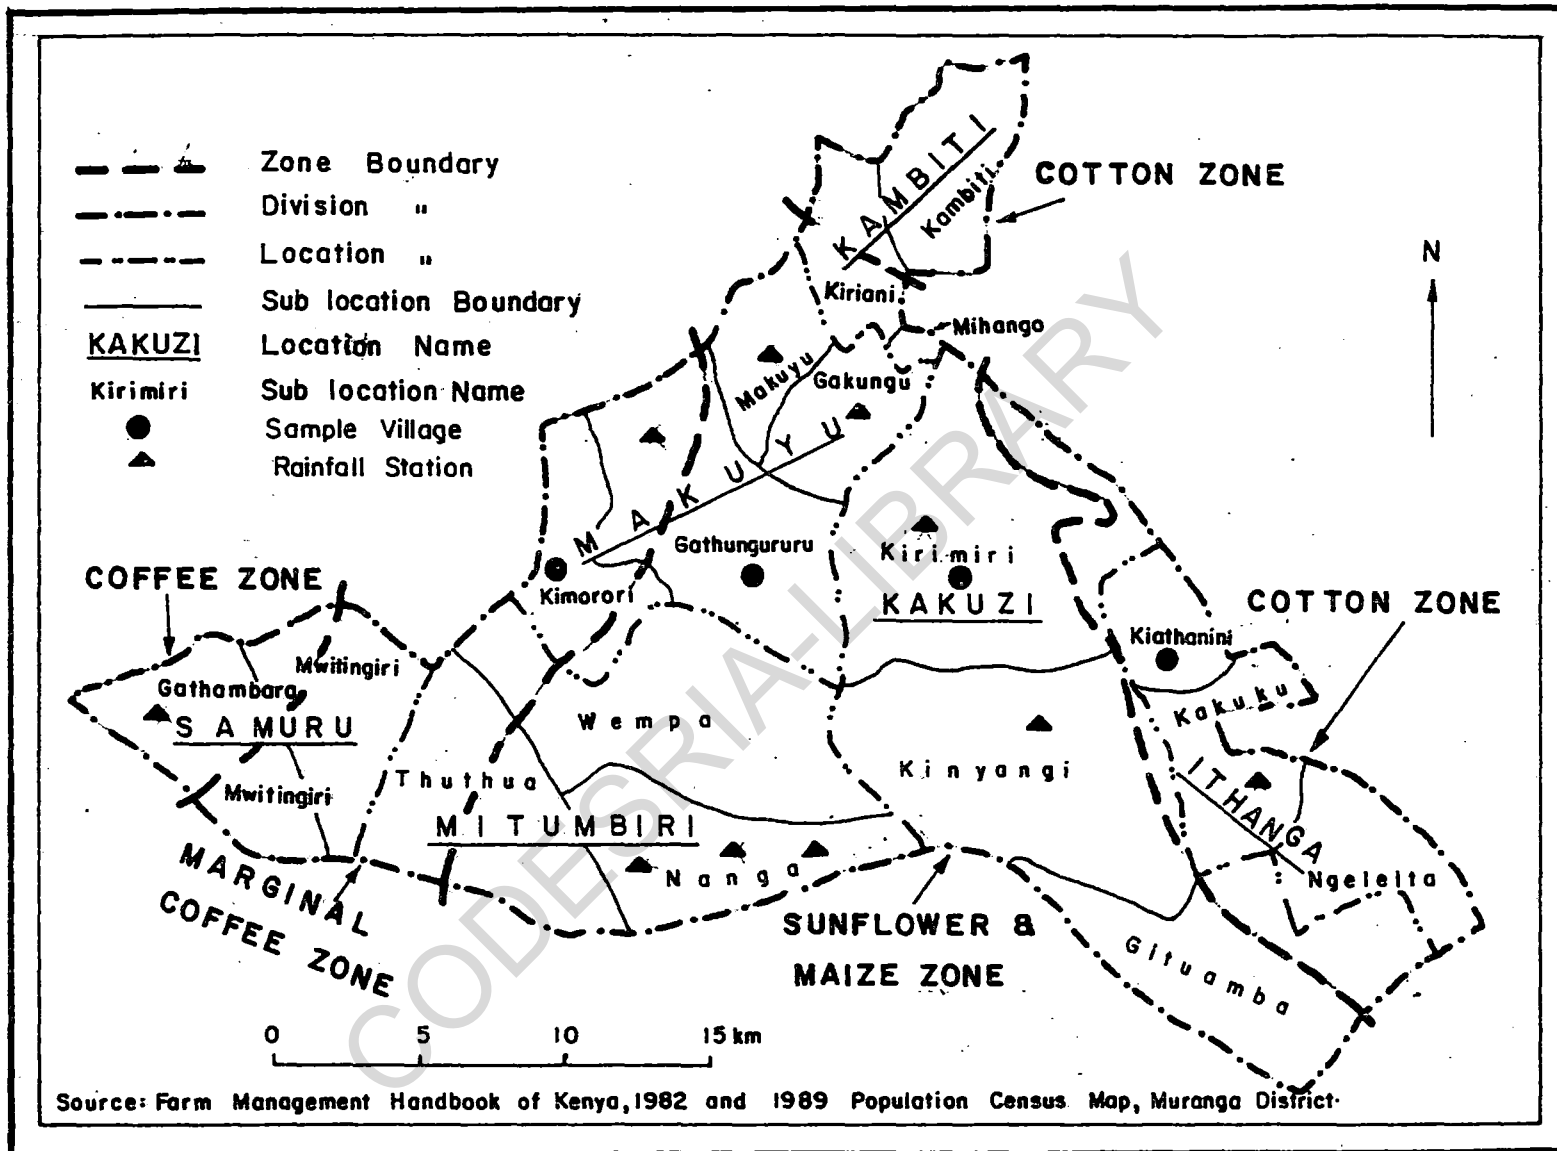 Zone Boundary
Division "
Location "
Sub location Boundary
KAKUZI Location Name
Kirimiri Sub location Name
Sample Village
Rainfall Station
KAMBITI
Kambiti
COTTON ZONE
N
Kiriani
Mihango
Makuyu
Gakungu
MAKUYU
Gathungururu
Kirimiri
KAKUZI
Kimorori
COFFEE ZONE
COTTON ZONE
Kiathanini
Mwitingiri
Gathambara
SAMURU
Kakuku
Wempa
Kinyangi
Thuthua
Mwitingiri
ITHANGA
MITUMBIRI
Nanga
Ngeleita
MARGINAL
COFFEE ZONE
SUNFLOWER &
MAIZE ZONE
Gituamba
0 5 10 15 km
Source: Farm Management Handbook of Kenya, 1982 and 1989 Population Census Map, Muranga District.
CODESRIA-LIBRARY